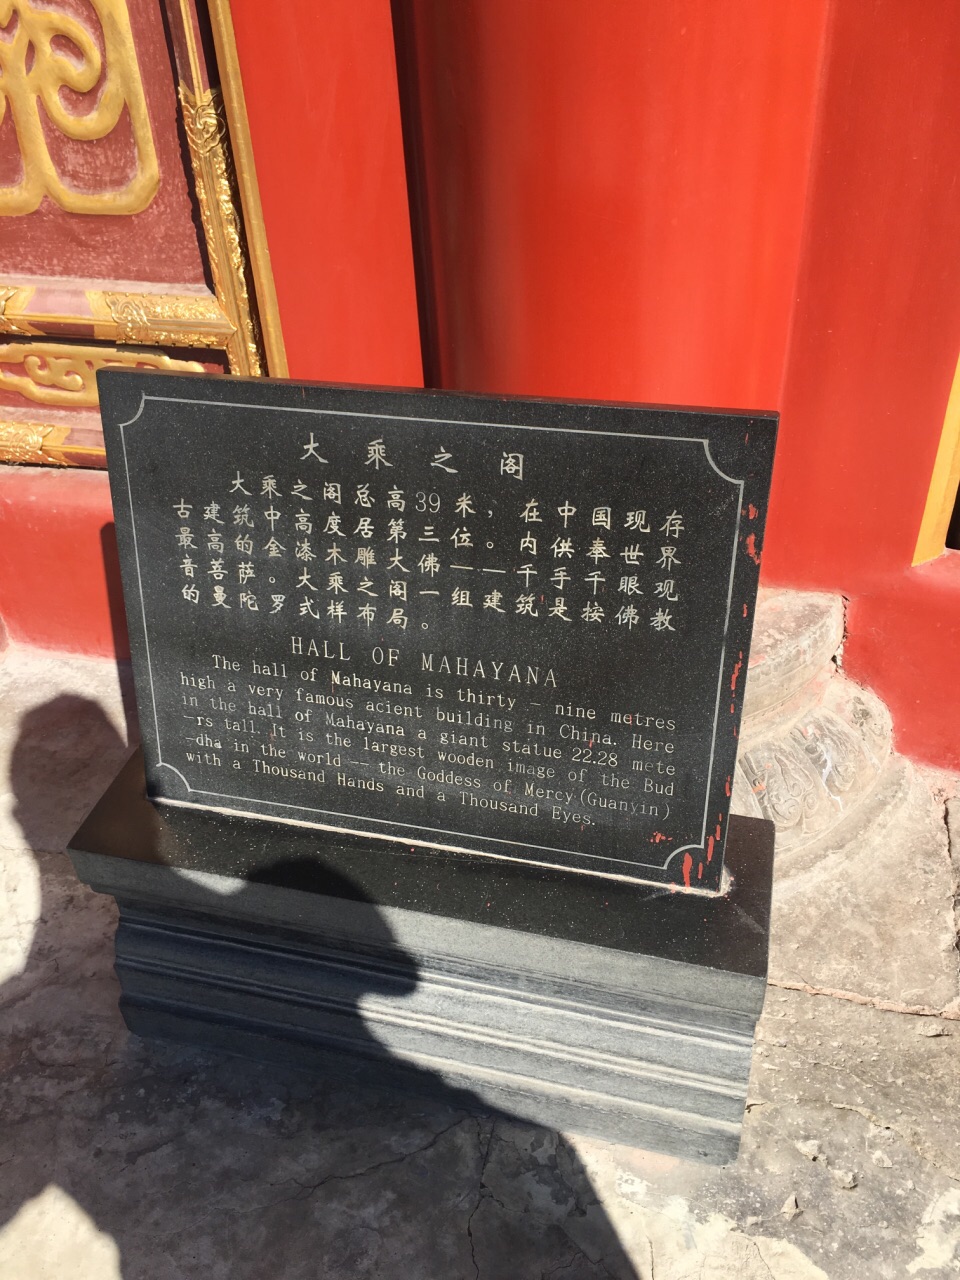 大乘之阁
大乘之阁总高39米，在中国现存
古建筑中高度居第三位。内供奉世界
最高的金漆木雕大佛——千手千眼观
音菩萨。大乘之阁一组建筑是按佛教
的曼陀罗式样布局。
HALL OF MAHAYANA
The hall of Mahayana is thirty - nine metres
high a very famous acient building in China. Here
in the hall of Mahayana a giant statue 22.28 mete
-rs tall. It is the largest wooden image of the Bud
-dha in the world -- the Goddess of Mercy(Guanyin)
with a Thousand Hands and a Thousand Eyes.